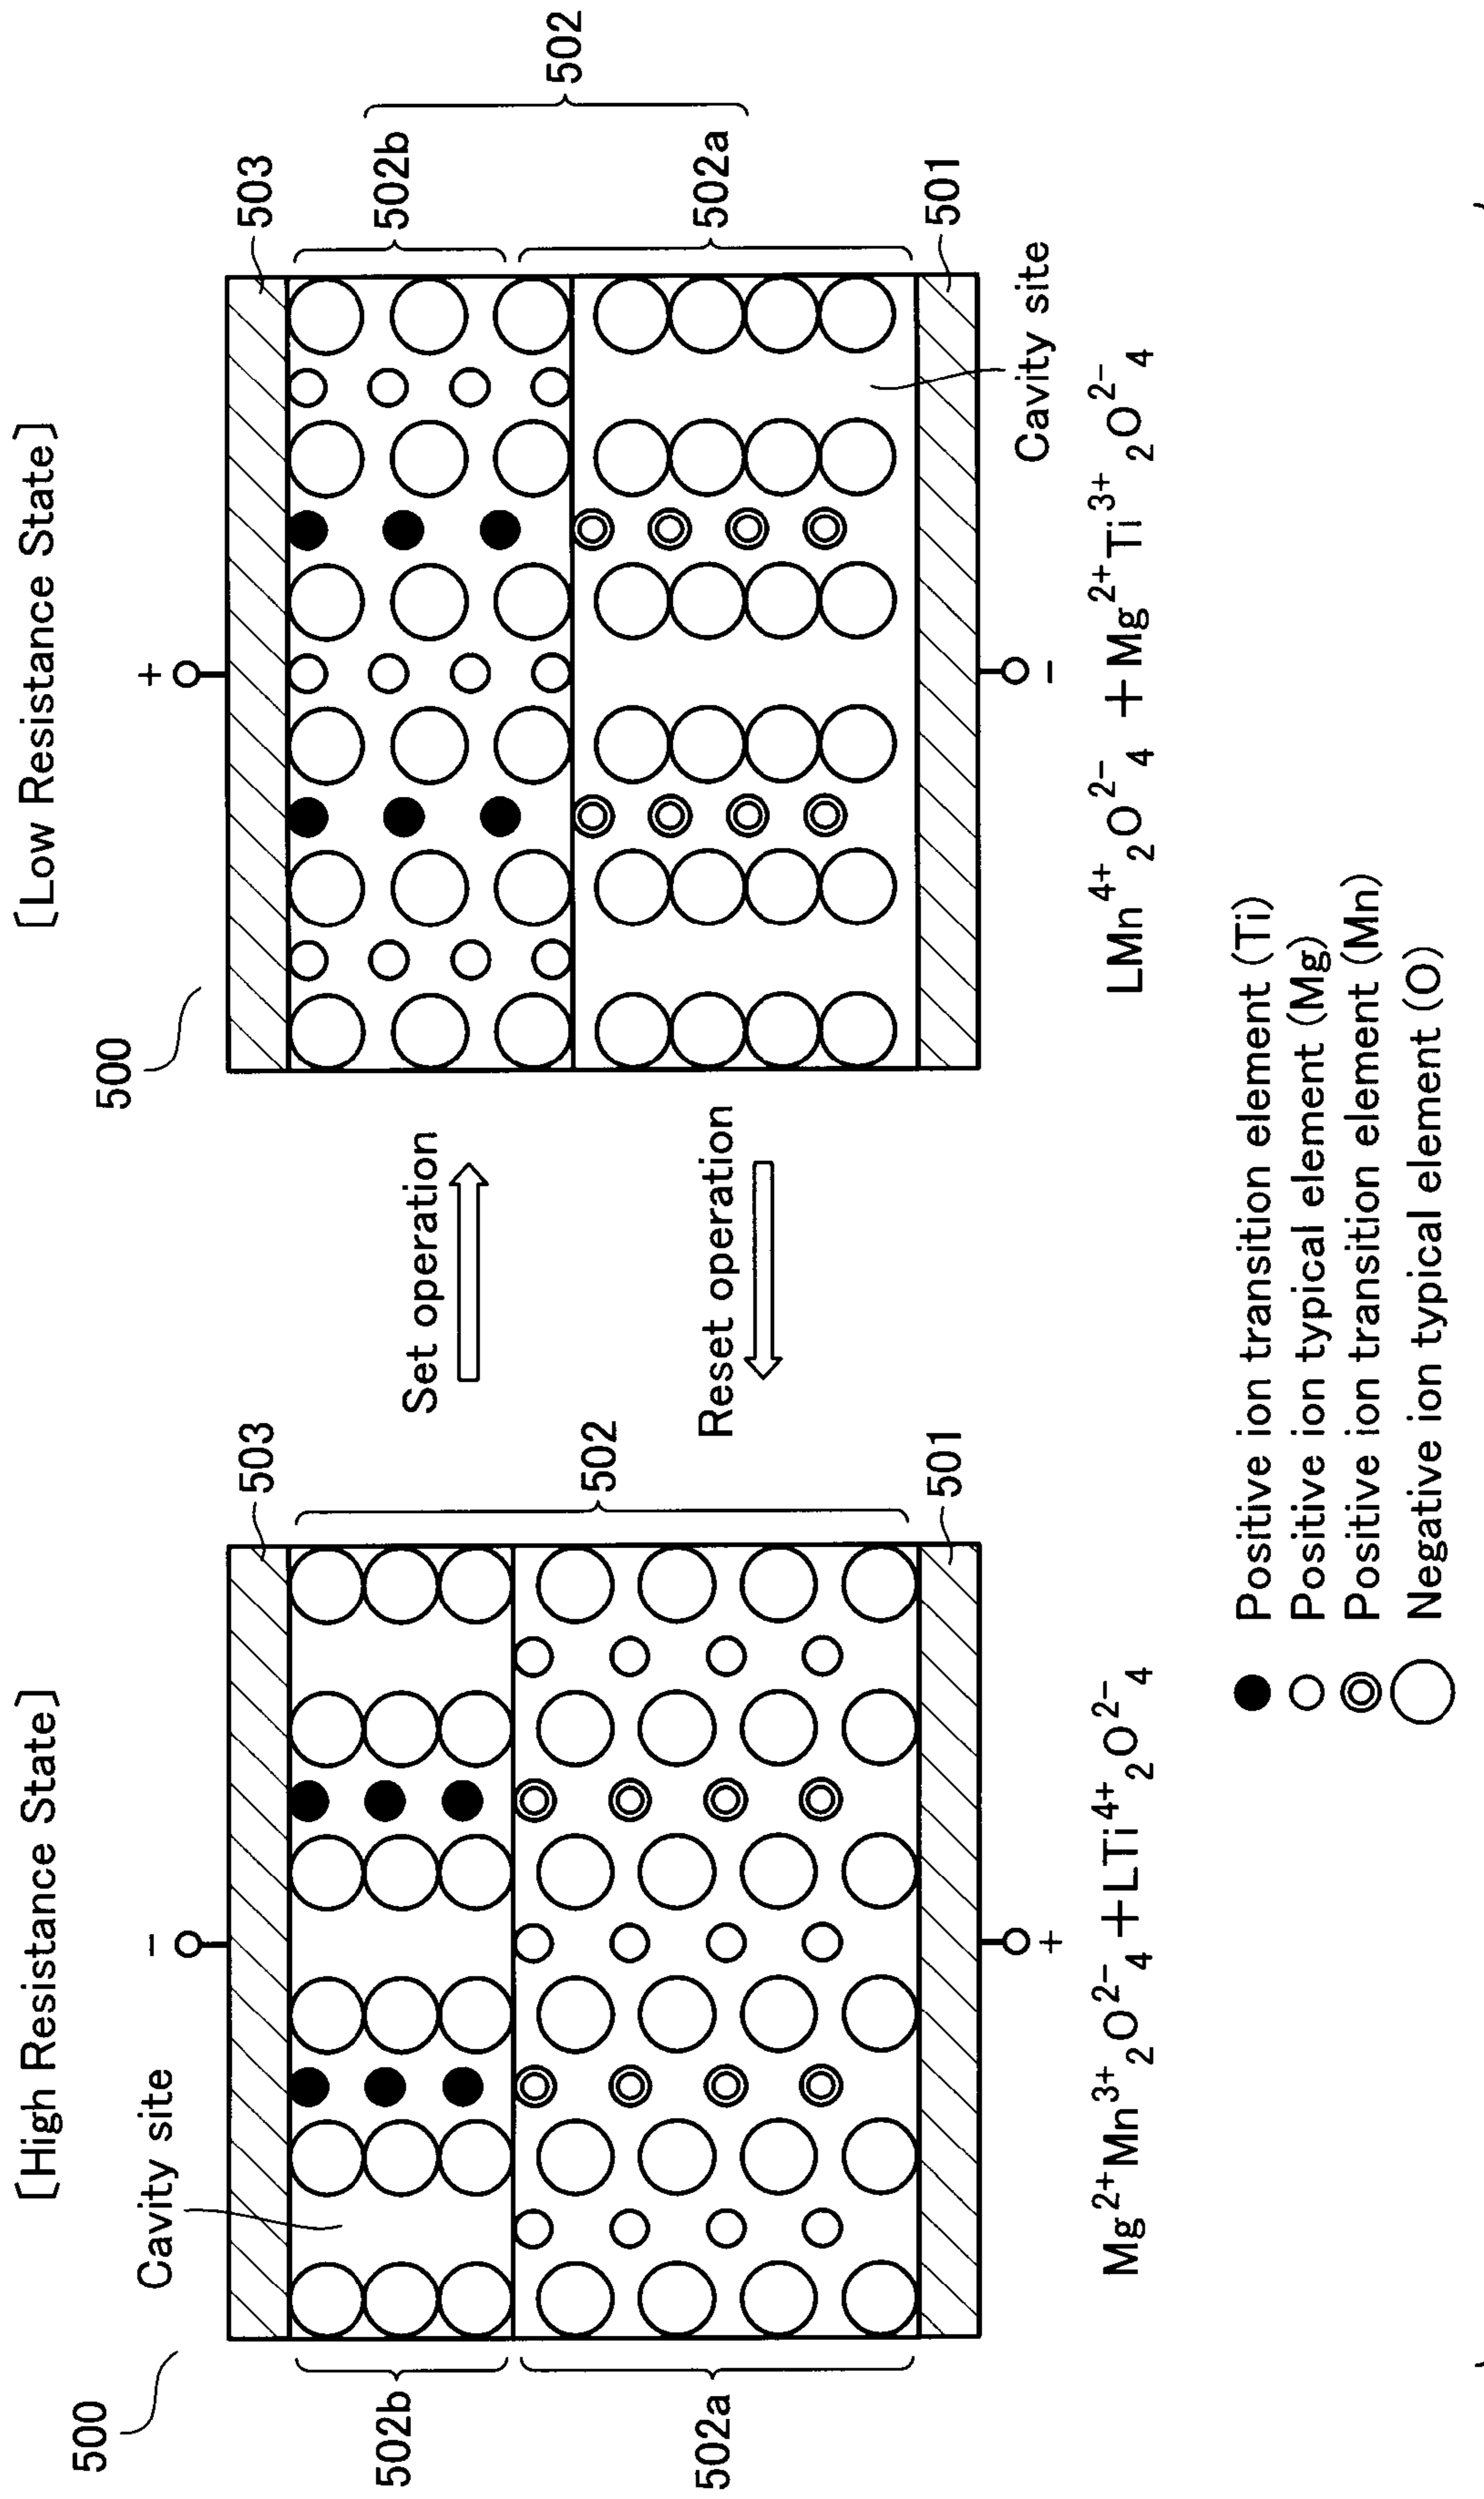 [High Resistance State]
[Low Resistance State]
500
Cavity site
−
503
502b
502a
502
501
+
Mg²⁺Mn³⁺₂O²⁻₄+LTi⁴⁺₂O²⁻₄
Set operation
Reset operation
500
+
503
502b
502
502a
501
−
Cavity site
LMn⁴⁺₂O²⁻₄+Mg²⁺Ti³⁺₂O²⁻₄
Positive ion transition element (Ti)
Positive ion typical element (Mg)
Positive ion transition element (Mn)
Negative ion typical element (O)